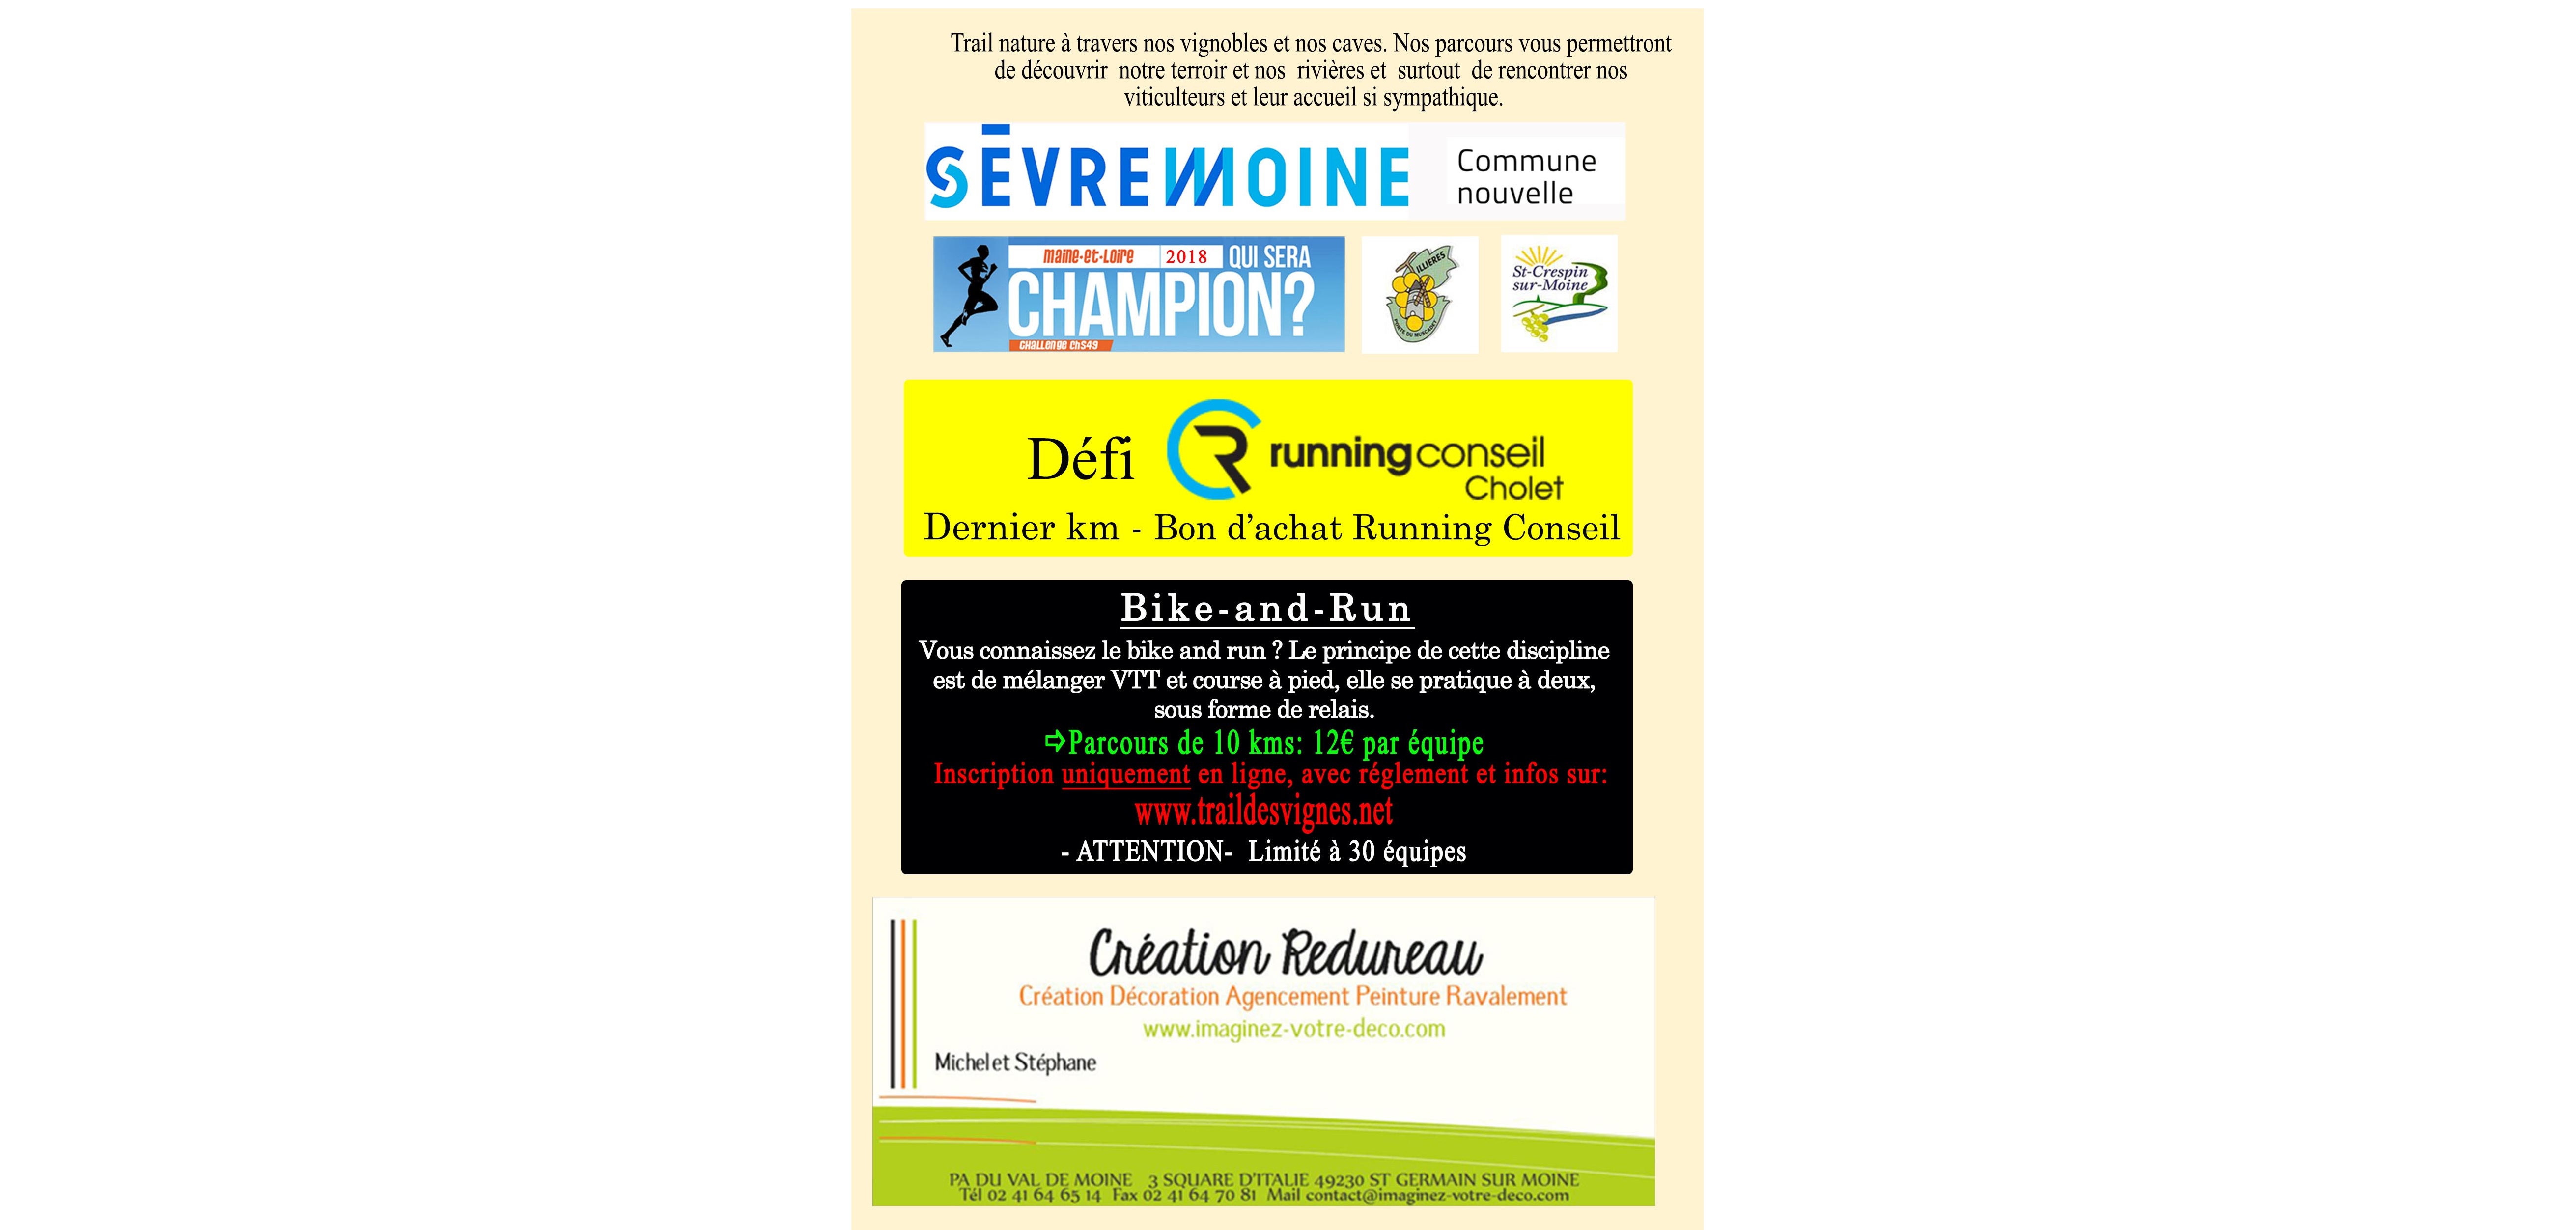 Trail nature à travers nos vignobles et nos caves. Nos parcours vous permettront
de découvrir notre terroir et nos rivières et surtout de rencontrer nos
viticulteurs et leur accueil si sympathique.
SÈVREMOINE
Commune
nouvelle
Maine-et-Loire 2018 QUI SERA
CHAMPION?
CHALLENGE CHS49
ILLIERES
PORTE DU MUSCADET
St-Crespin
sur-Moine
Défi
runningconseil
Cholet
Dernier km - Bon d’achat Running Conseil
Bike-and-Run
Vous connaissez le bike and run ? Le principe de cette discipline
est de mélanger VTT et course à pied, elle se pratique à deux,
sous forme de relais.
➪Parcours de 10 kms: 12€ par équipe
Inscription uniquement en ligne, avec réglement et infos sur:
www.traildesvignes.net
- ATTENTION- Limité à 30 équipes
Création Redureau
Création Décoration Agencement Peinture Ravalement
www.imaginez-votre-deco.com
Michel et Stéphane
PA DU VAL DE MOINE 3 SQUARE D’ITALIE 49230 ST GERMAIN SUR MOINE
Tél 02 41 64 65 14 Fax 02 41 64 70 81 Mail contact@imaginez-votre-deco.com